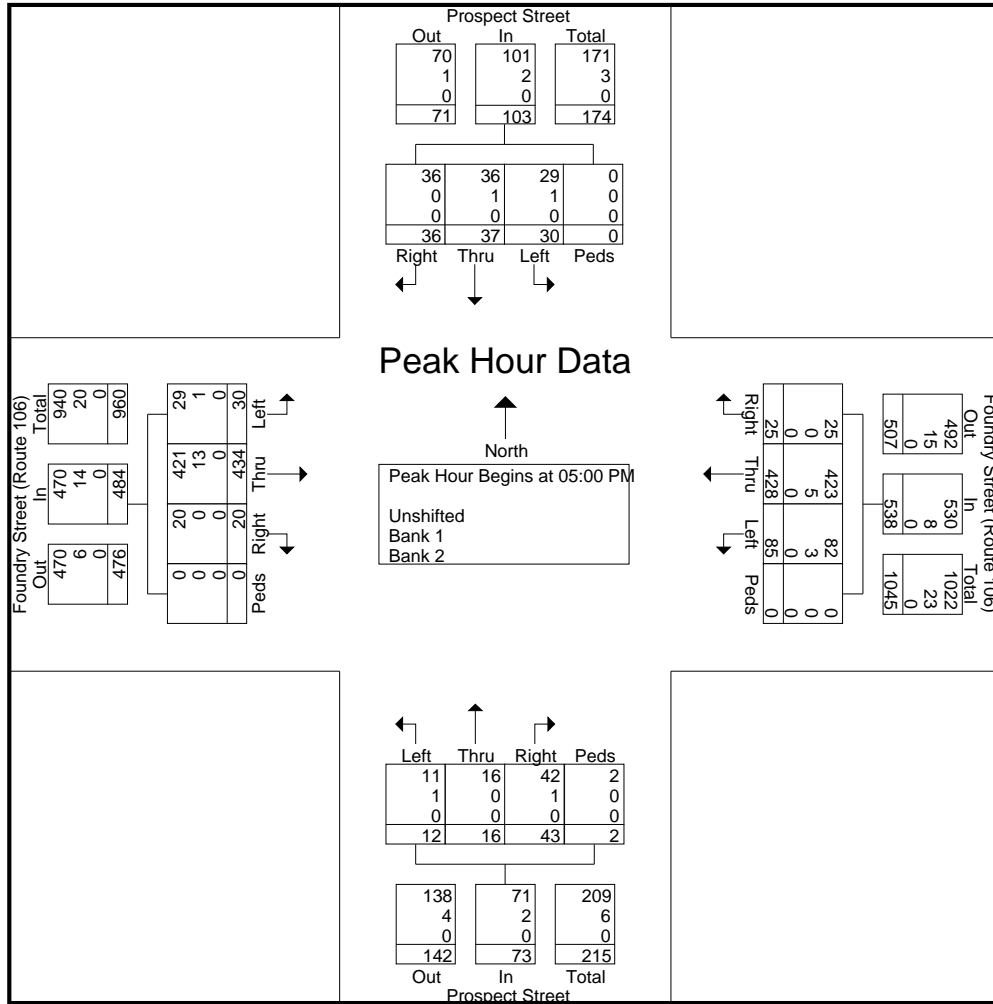 Prospect Street
Out In Total
70 101 171
1 2 3
0 0 0
71 103 174
36 36 29 0
0 1 1 0
0 0 0 0
36 37 30 0
Right Thru Left Peds
Peak Hour Data
North
Peak Hour Begins at 05:00 PM
Unshifted
Bank 1
Bank 2
Foundry Street (Route 106)
Out In Total
470 470 940
6 14 20
0 0 0
476 484 960
20 421 29
0 0 13 1
0 0 0 0
0 20 434 30
Peds Right Thru Left
Foundry Street (Route 106)
Out In Total
492 530 1022
15 8 23
0 0 0
507 538 1045
25 423 82 0
0 5 3 0
0 0 0 0
25 428 85 0
Right Thru Left Peds
Left Thru Right Peds
11 16 42 2
1 0 1 0
0 0 0 0
12 16 43 2
138 71 209
4 2 6
0 0 0
142 73 215
Out In Total
Prospect Street